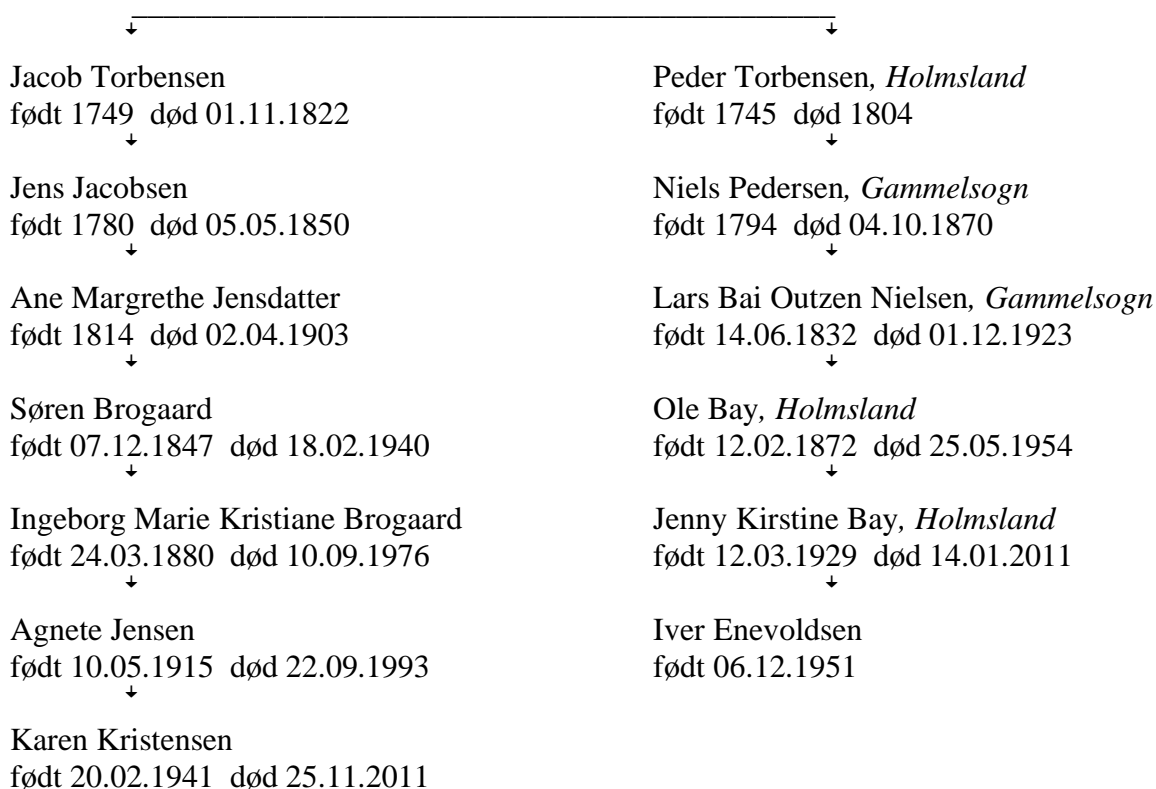 Jacob Torbensen
født 1749 død 01.11.1822
Jens Jacobsen
født 1780 død 05.05.1850
Ane Margrethe Jensdatter
født 1814 død 02.04.1903
Søren Brogaard
født 07.12.1847 død 18.02.1940
Ingeborg Marie Kristiane Brogaard
født 24.03.1880 død 10.09.1976
Agnete Jensen
født 10.05.1915 død 22.09.1993
Karen Kristensen
født 20.02.1941 død 25.11.2011
Peder Torbensen, Holmsland
født 1745 død 1804
Niels Pedersen, Gammelsogn
født 1794 død 04.10.1870
Lars Bai Outzen Nielsen, Gammelsogn
født 14.06.1832 død 01.12.1923
Ole Bay, Holmsland
født 12.02.1872 død 25.05.1954
Jenny Kirstine Bay, Holmsland
født 12.03.1929 død 14.01.2011
Iver Enevoldsen
født 06.12.1951